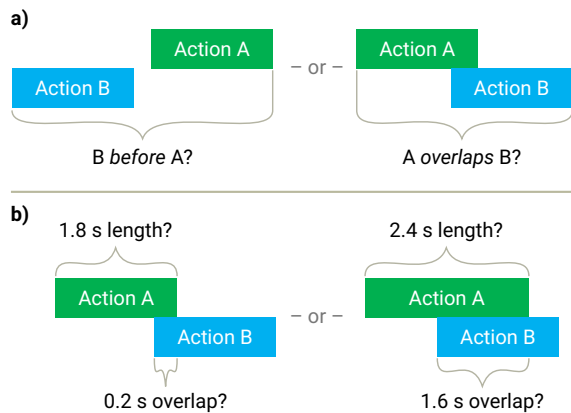 a)
Action A
Action B
– or –
Action A
Action B
B before A?
A overlaps B?
b)
1.8 s length?
2.4 s length?
Action A
Action B
– or –
Action A
Action B
0.2 s overlap?
1.6 s overlap?